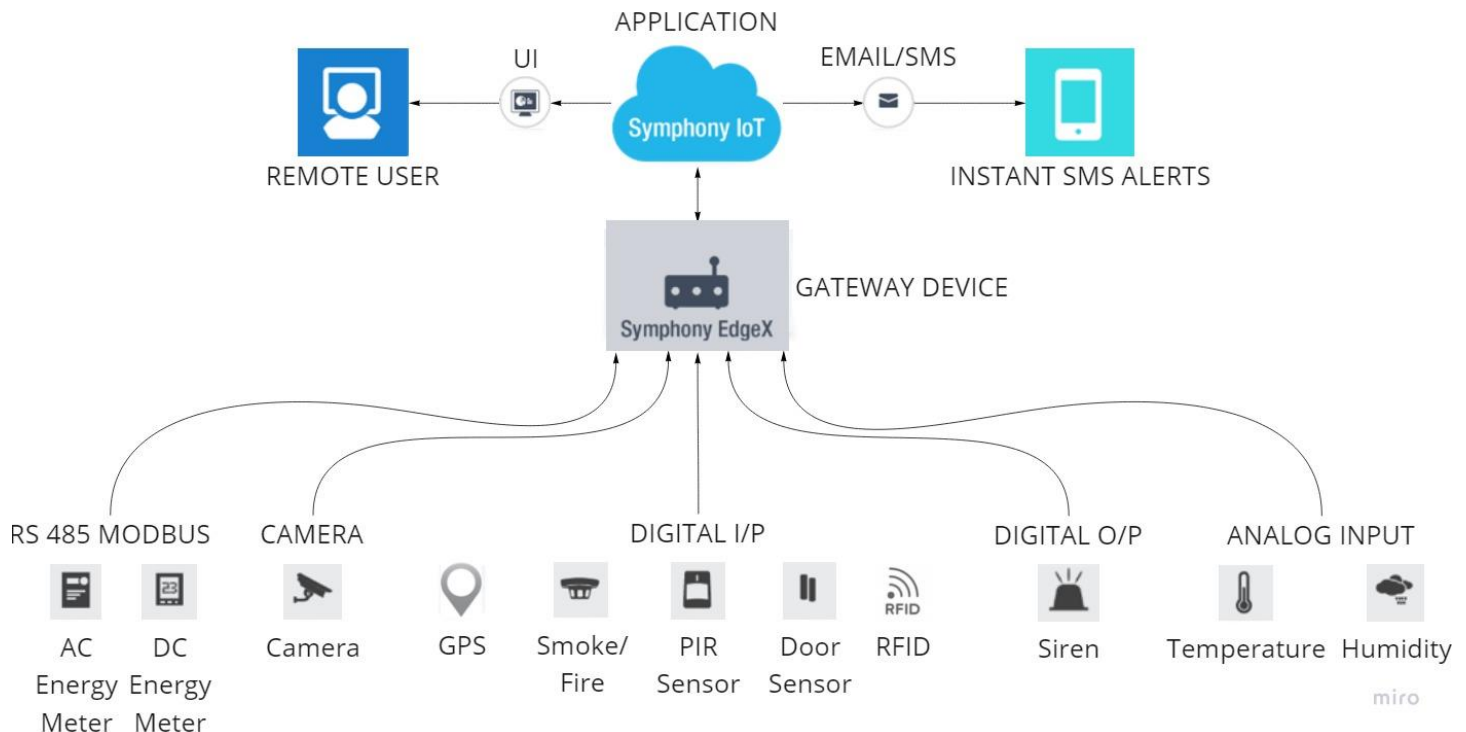 APPLICATION
UI
EMAIL/SMS
Symphony IoT
REMOTE USER
INSTANT SMS ALERTS
GATEWAY DEVICE
Symphony EdgeX
RS 485 MODBUS
CAMERA
DIGITAL I/P
DIGITAL O/P
ANALOG INPUT
23
RFID
AC
Energy
Meter
DC
Energy
Meter
Camera
GPS
Smoke/
Fire
PIR
Sensor
Door
Sensor
RFID
Siren
Temperature
Humidity
miro